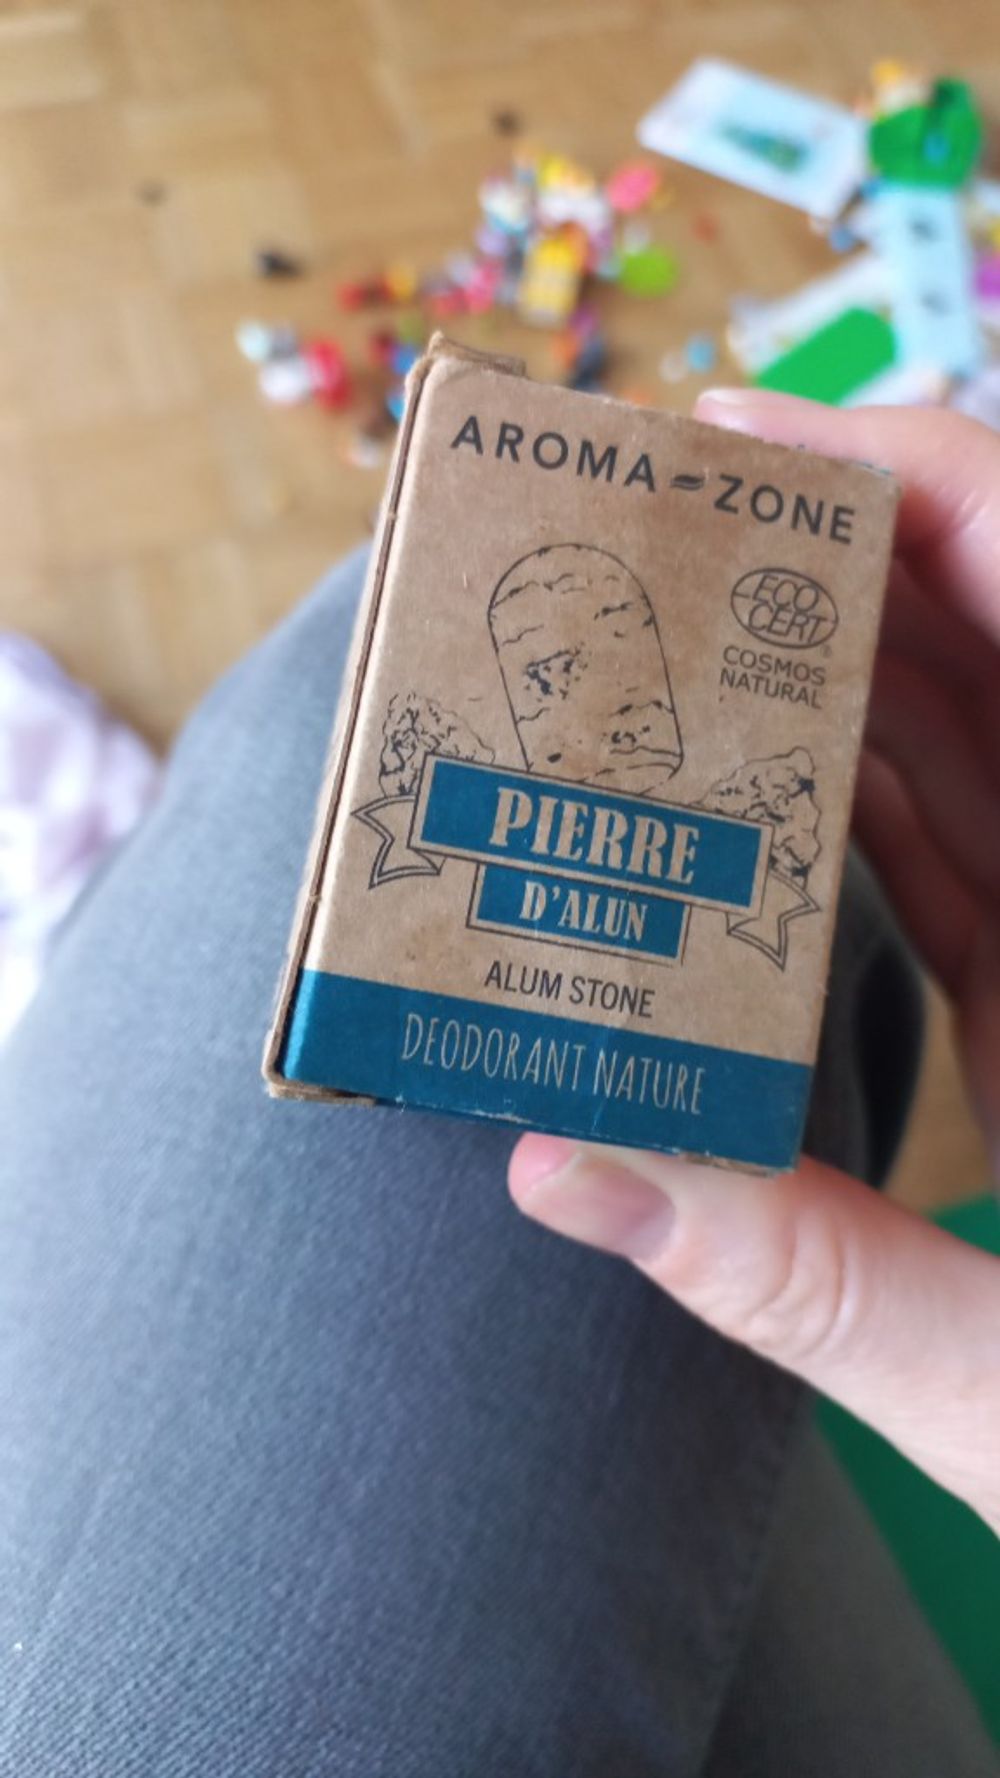 AROMA ZONE
ECO
CERT
®
COSMOS
NATURAL
PIERRE
D'ALUN
ALUM STONE
DEODORANT NATURE